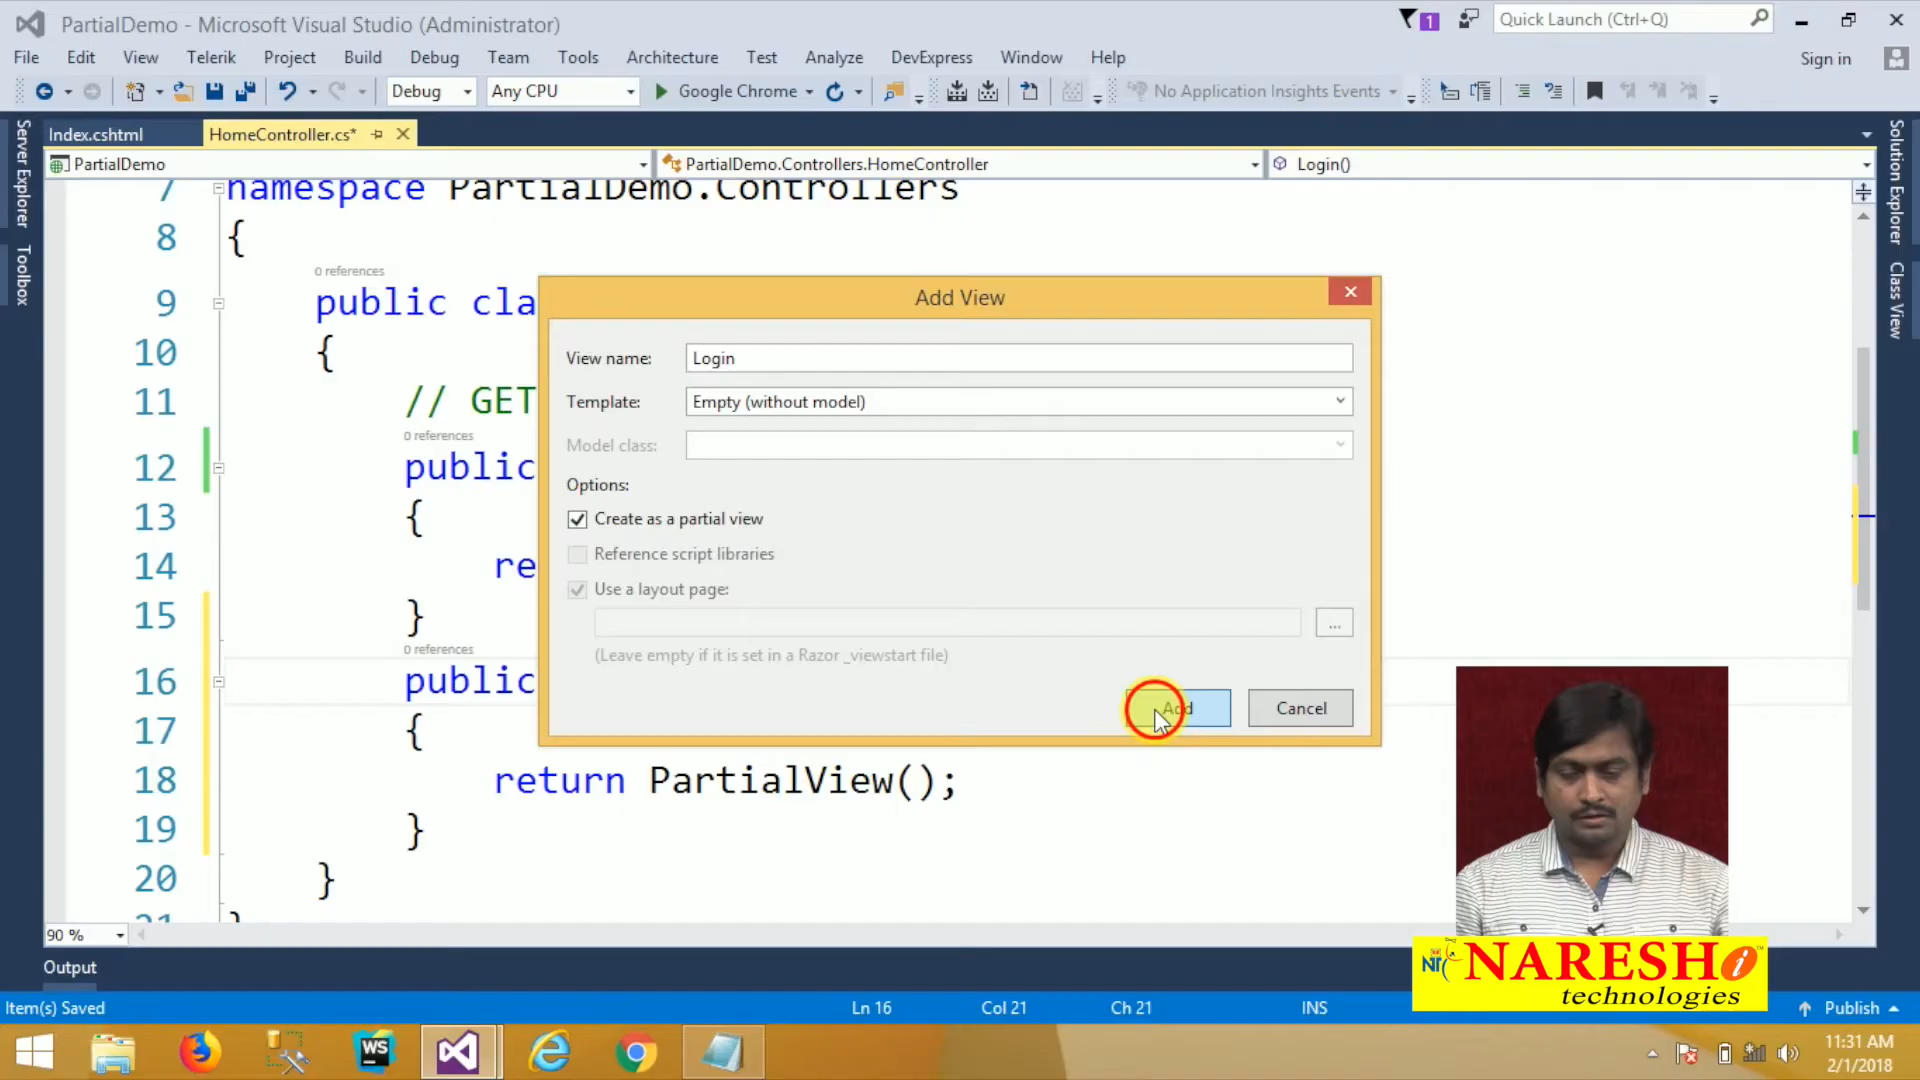 PartialDemo - Microsoft Visual Studio (Administrator)
1
Quick Launch (Ctrl+Q)
File Edit View Telerik Project Build Debug Team Tools Architecture Test Analyze DevExpress Window Help
Sign in
Debug Any CPU Google Chrome No Application Insights Events
Server Explorer
Toolbox
Solution Explorer
Class View
Index.cshtml HomeController.cs*
PartialDemo PartialDemo.Controllers.HomeController Login()
7 namespace PartialDemo.Controllers
8 {
0 references
9 public cla
10 {
11 // GET
0 references
12 public
13 {
14 re
15 }
0 references
16 public
17 {
18 return PartialView();
19 }
20 }
21 }
Add View
View name: Login
Template: Empty (without model)
Model class:
Options:
Create as a partial view
Reference script libraries
Use a layout page:
...
(Leave empty if it is set in a Razor _viewstart file)
Add Cancel
90 %
Output
NARESH i
technologies
Item(s) Saved Ln 16 Col 21 Ch 21 INS Publish
WS
11:31 AM
2/1/2018